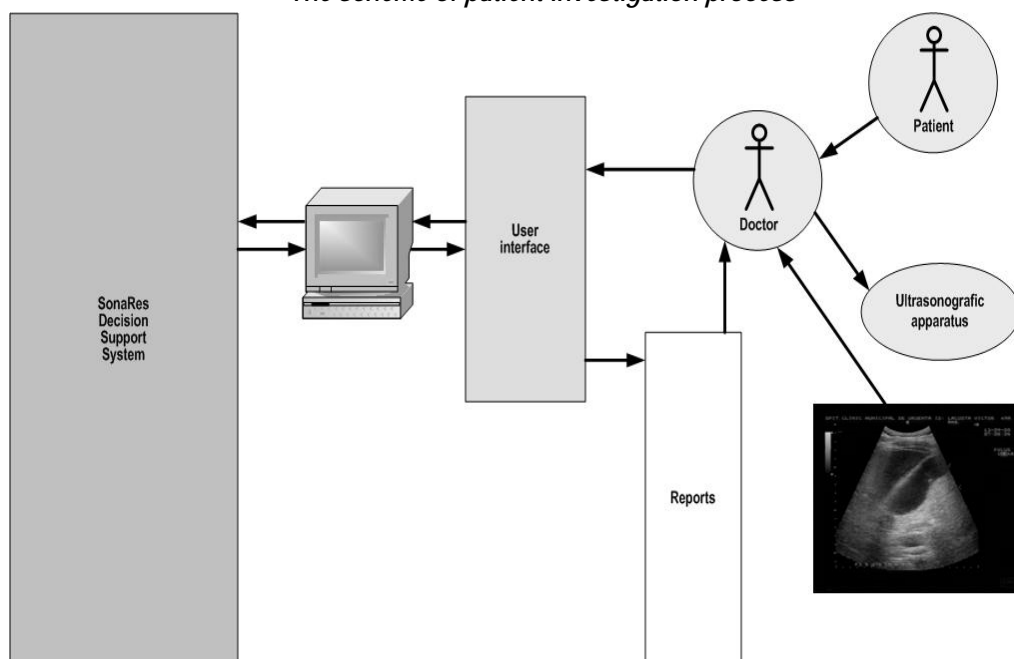 The scheme of patient investigation process
Patient
Doctor
User
interface
Ultrasonografic
apparatus
SonaRes
Decision
Support
System
Reports